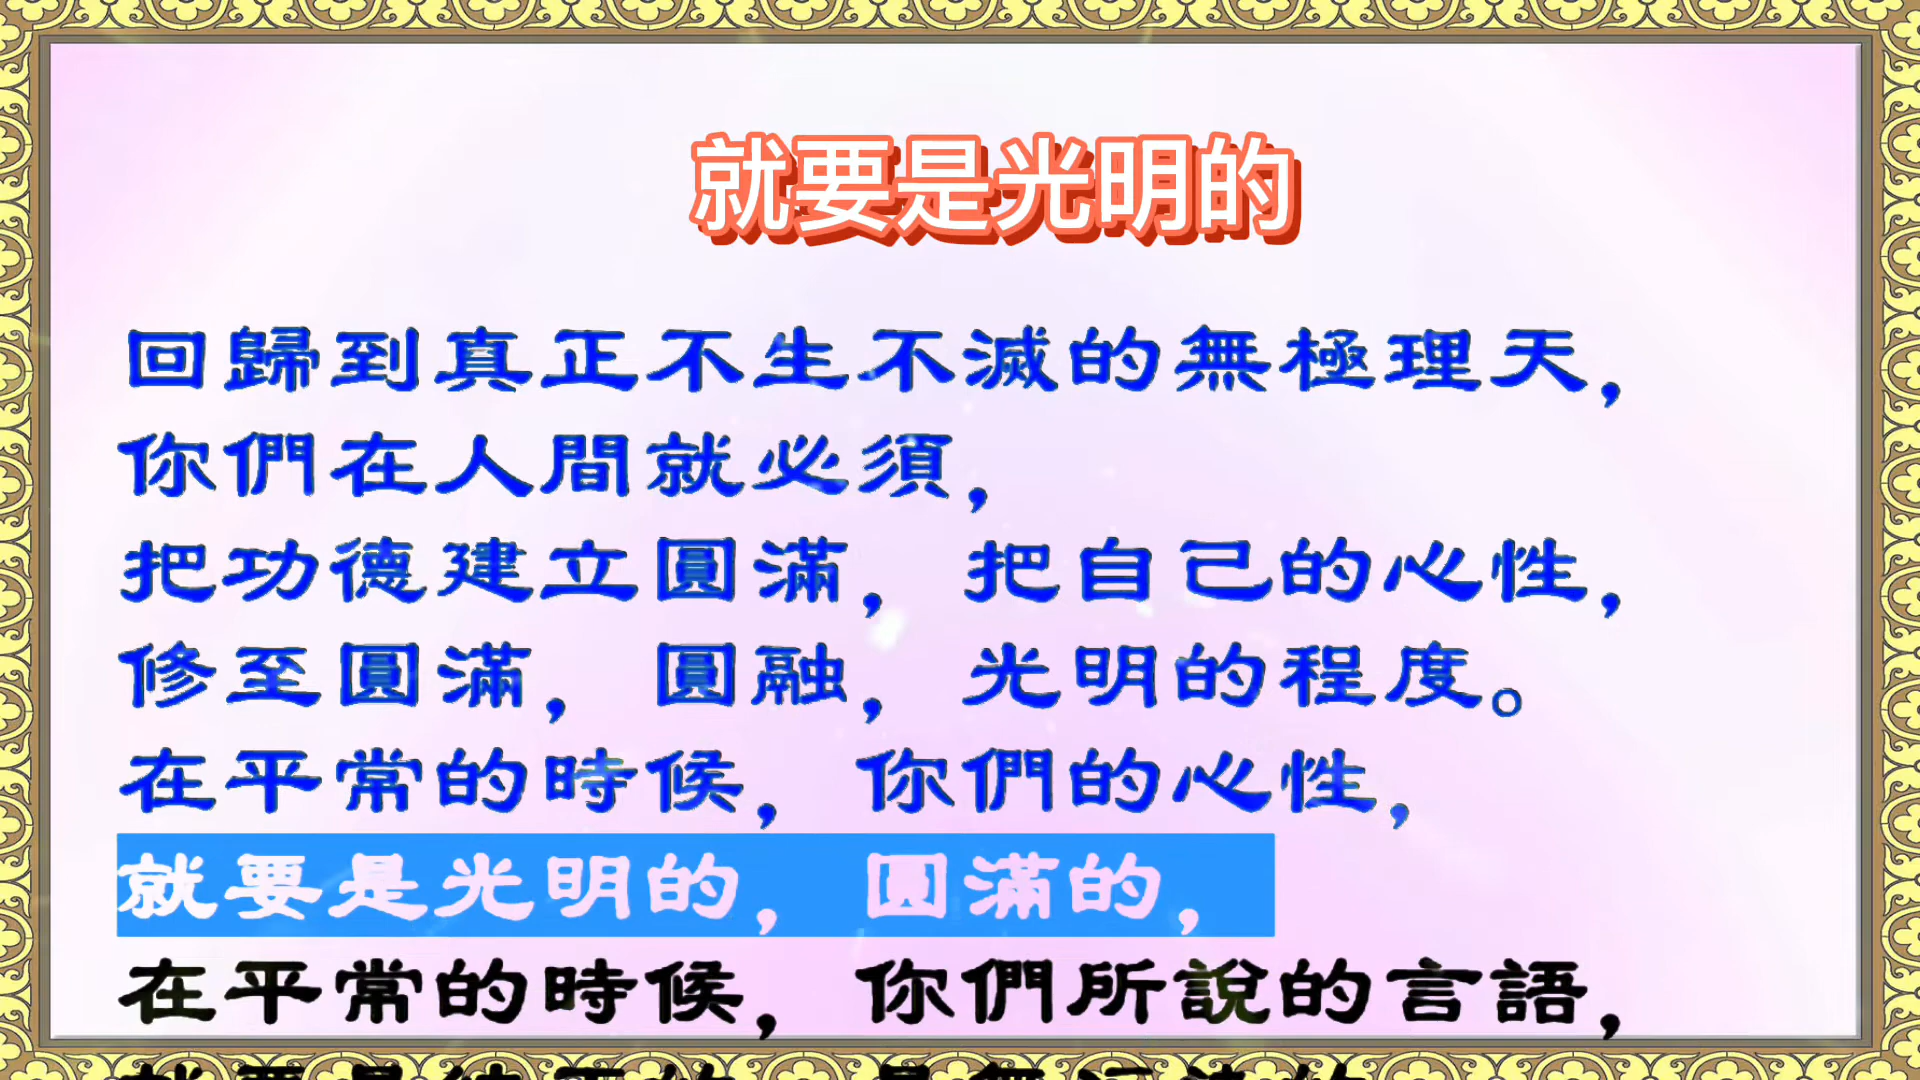 就要是光明的
回歸到真正不生不滅的無極理天，
你們在人間就必須，
把功德建立圓滿，把自己的心性，
修至圓滿，圓融，光明的程度。
在平常的時候，你們的心性，
就要是光明的，圓滿的，
在平常的時候，你們所說的言語，